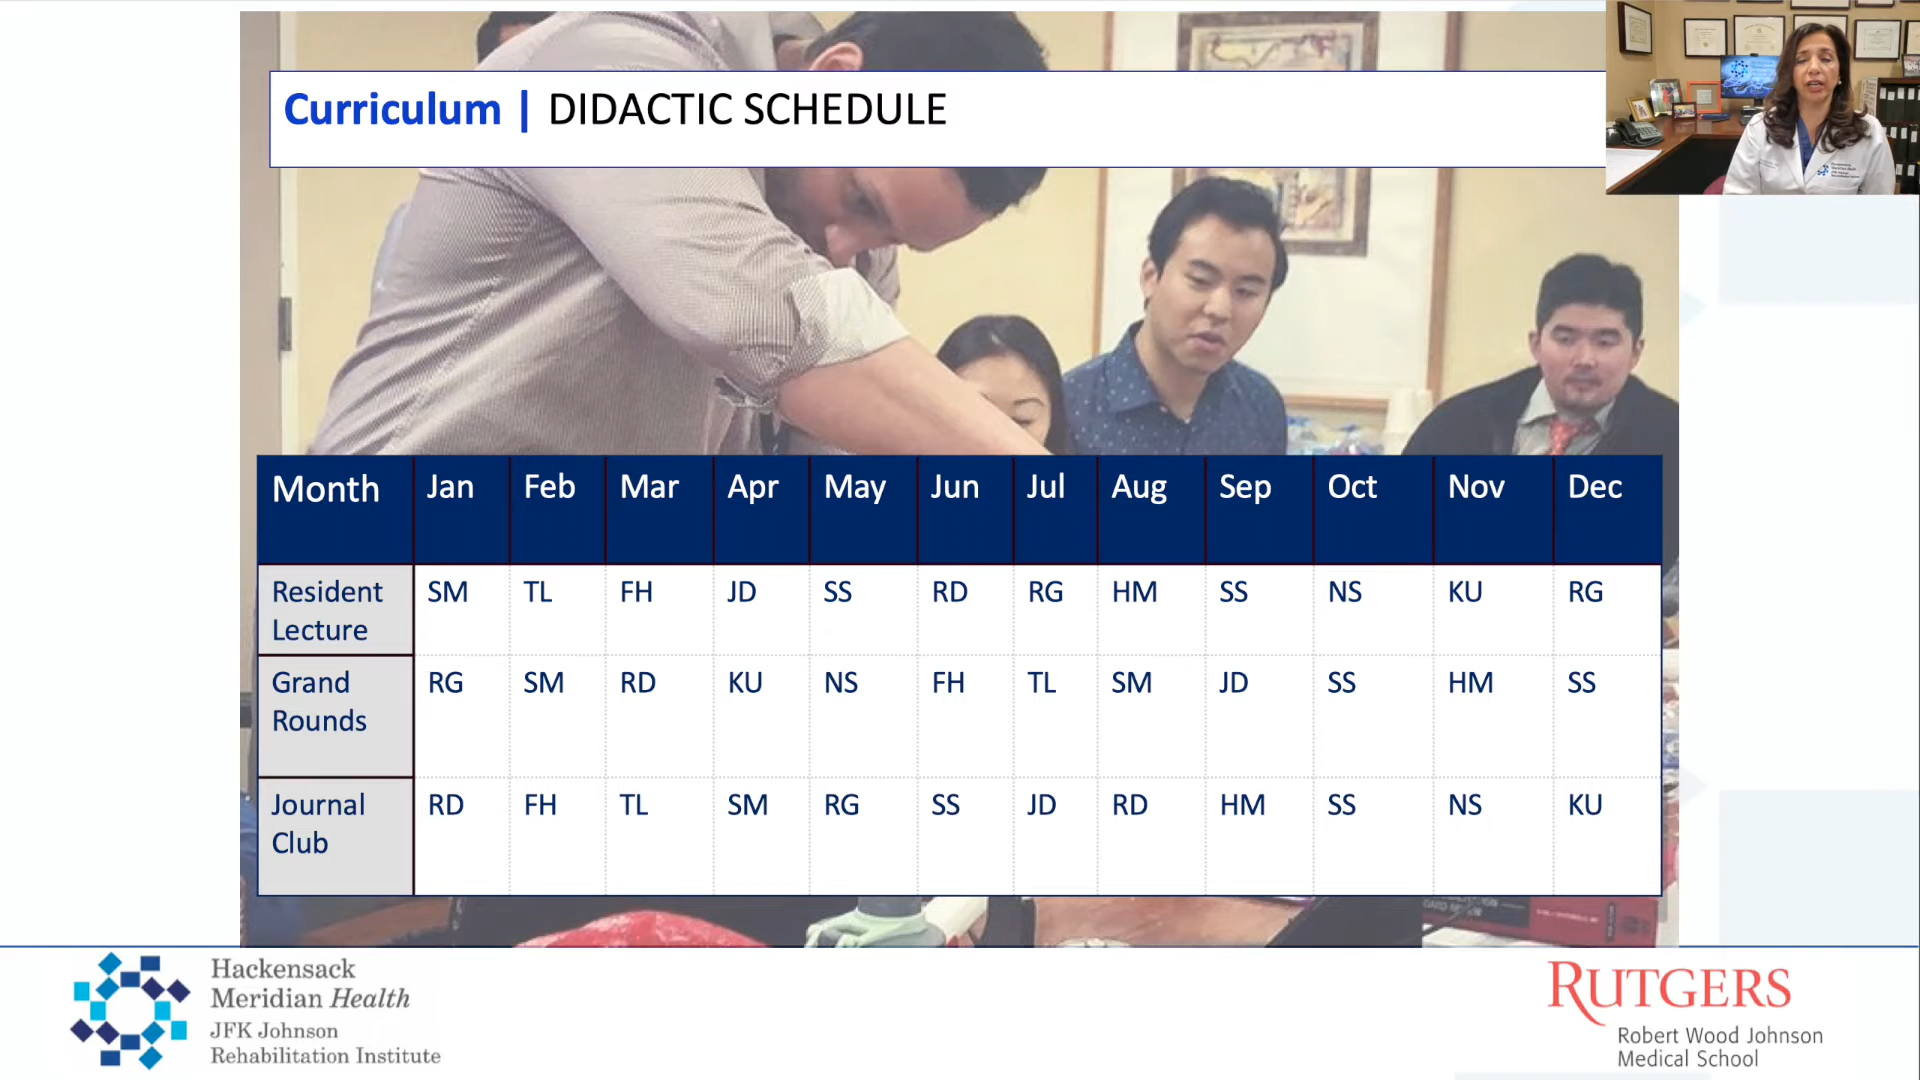 Curriculum | DIDACTIC SCHEDULE
Month Jan Feb Mar Apr May Jun Jul Aug Sep Oct Nov Dec
Resident Lecture SM TL FH JD SS RD RG HM SS NS KU RG
Grand Rounds RG SM RD KU NS FH TL SM JD SS HM SS
Journal Club RD FH TL SM RG SS JD RD HM SS NS KU
Hackensack
Meridian Health
JFK Johnson
Rehabilitation Institute
RUTGERS
Robert Wood Johnson
Medical School